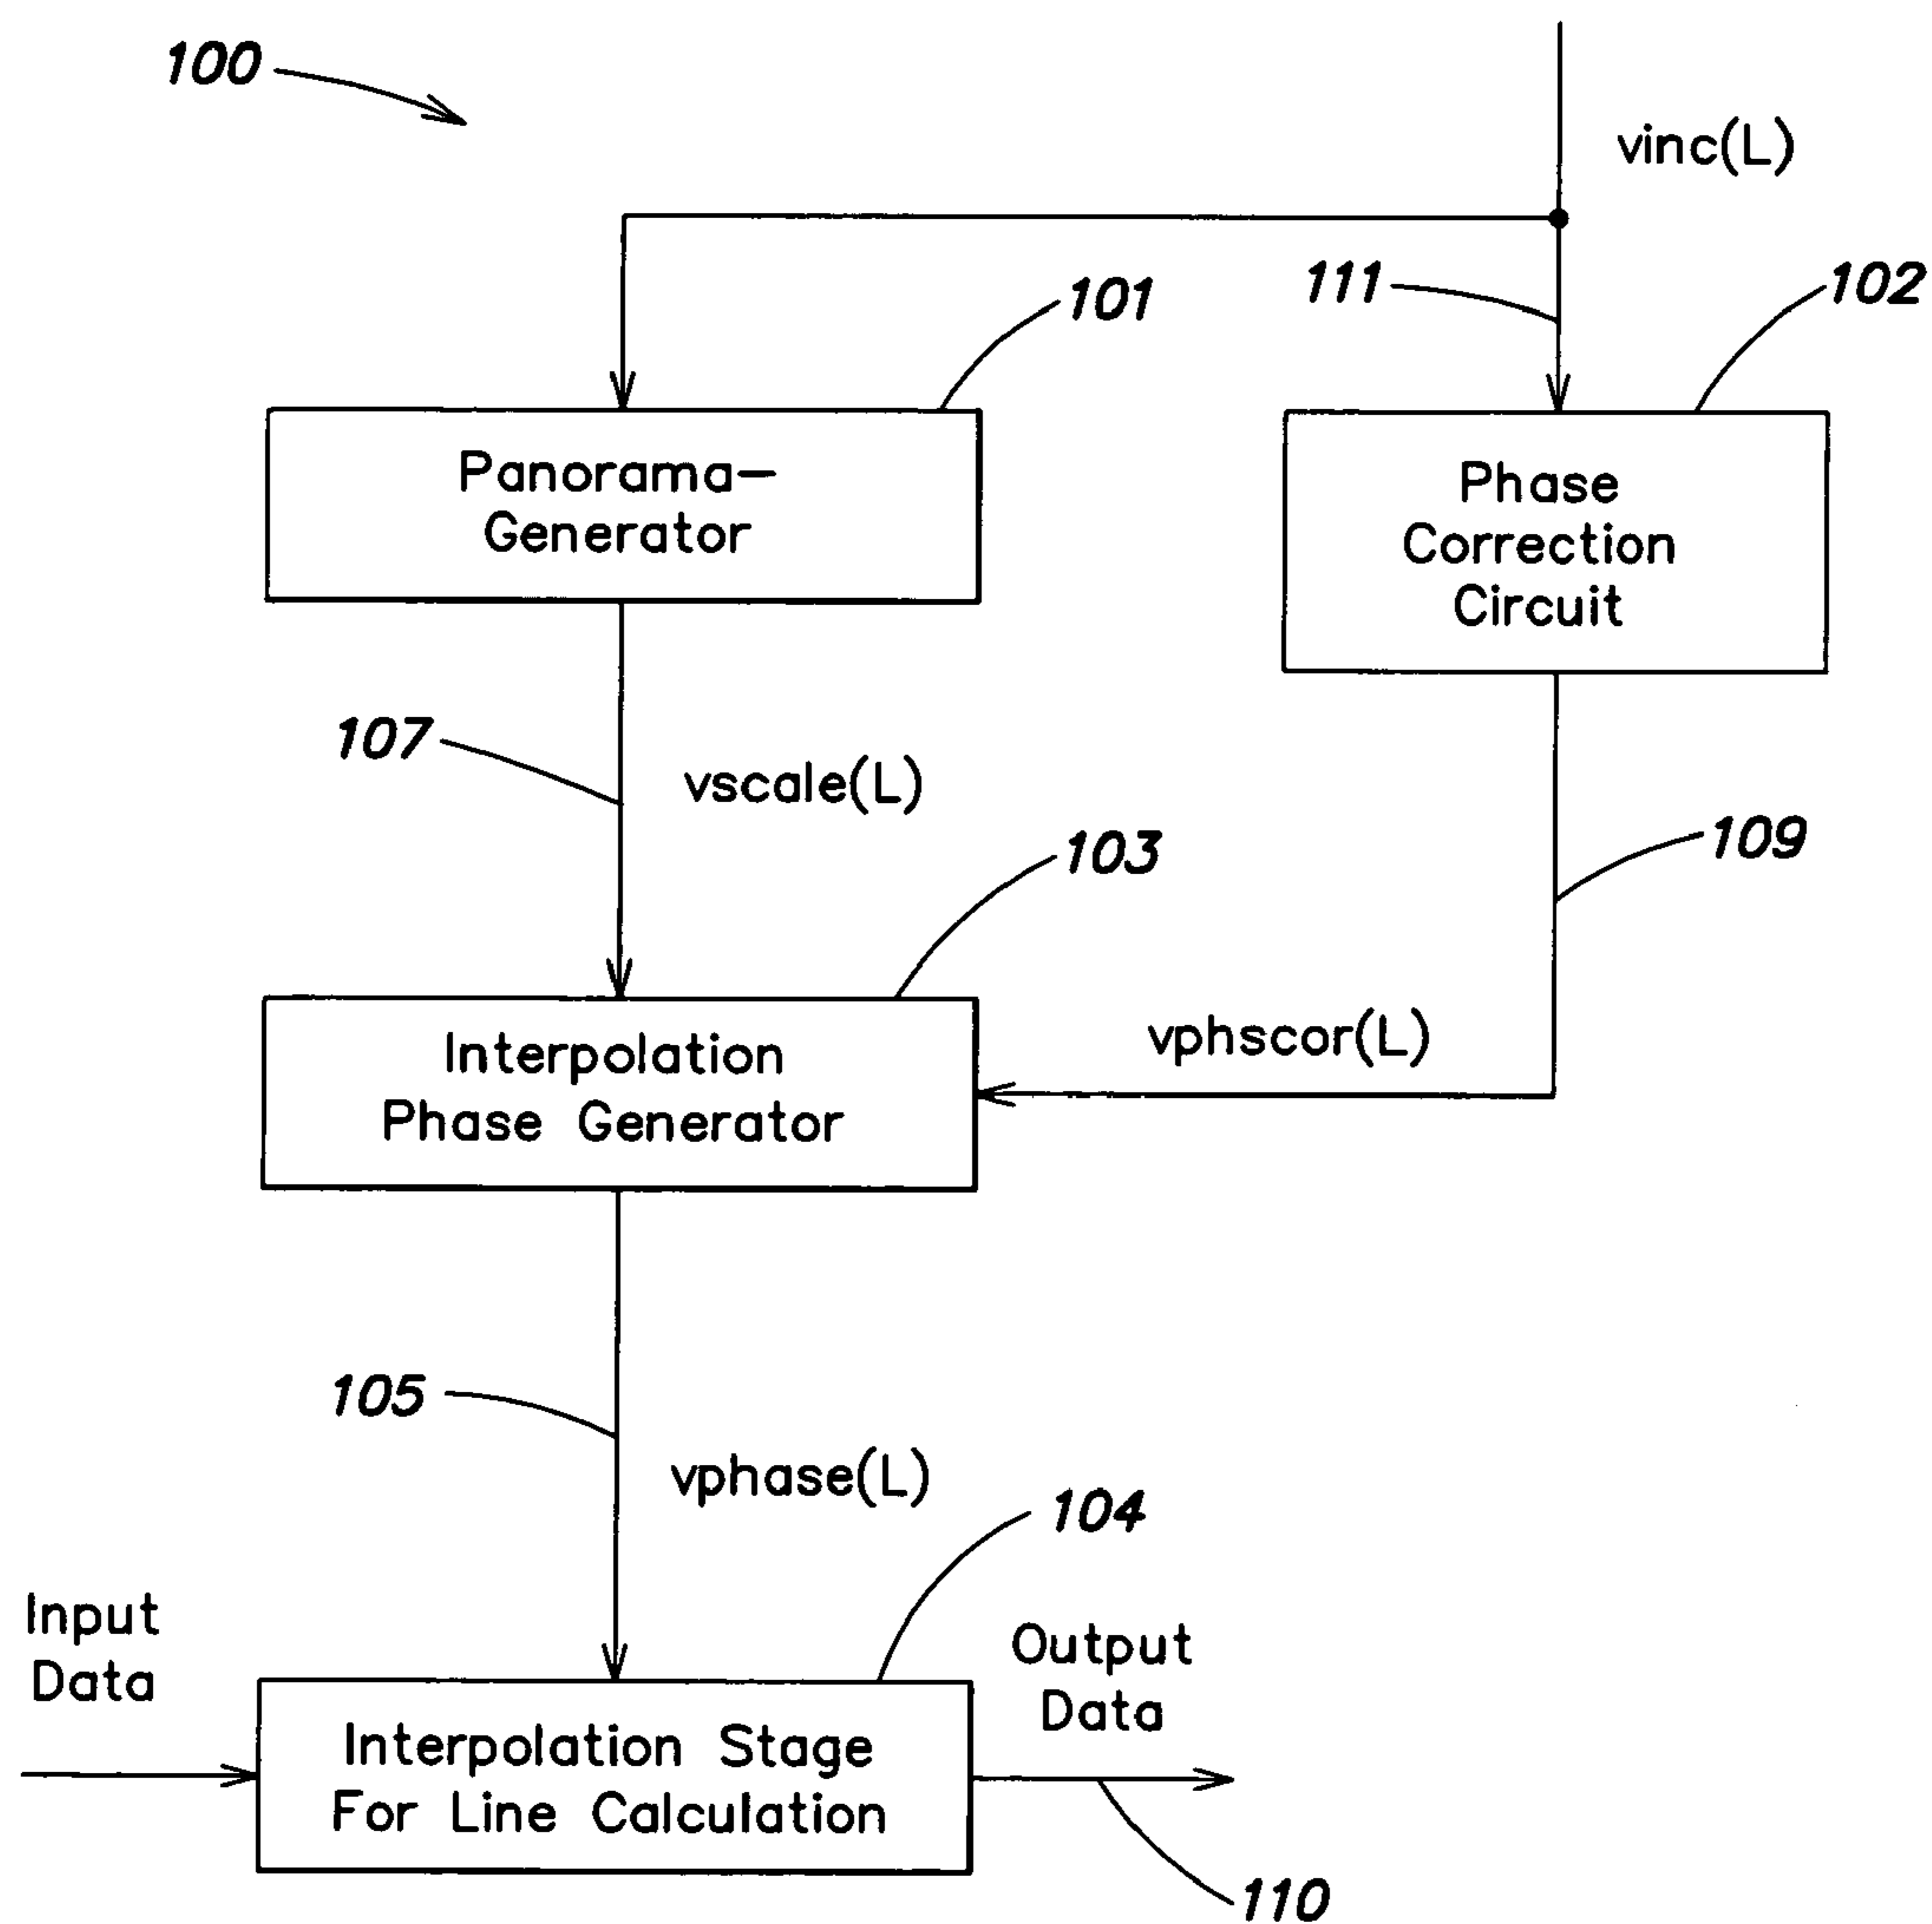 100
vinc(L)
111
102
101
Panorama—
Generator
Phase
Correction
Circuit
107
vscale(L)
109
103
vphscor(L)
Interpolation
Phase Generator
105
vphase(L)
104
Input
Data
Output
Data
Interpolation Stage
For Line Calculation
110